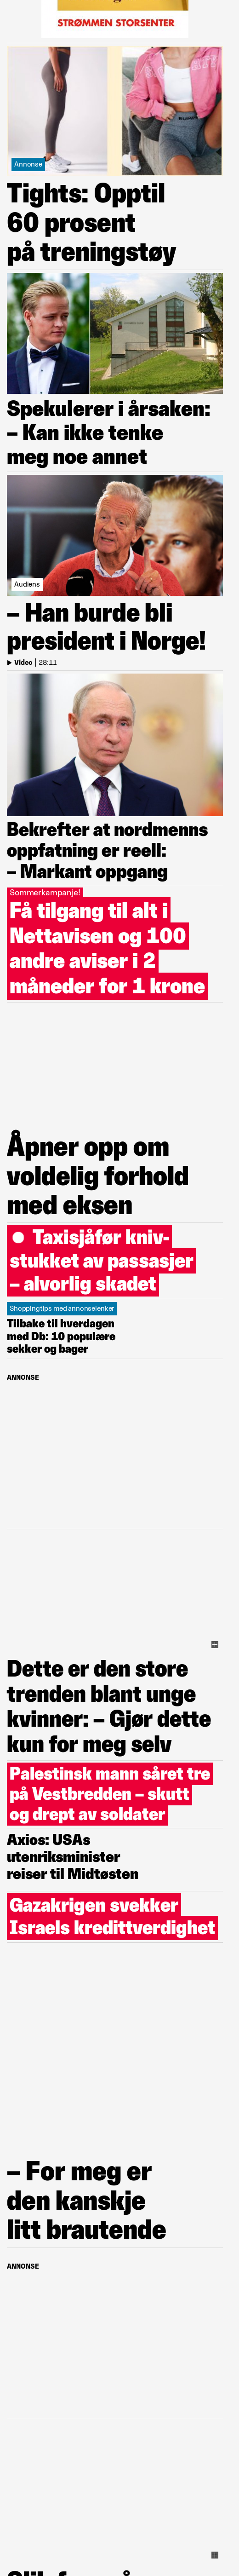 STRØMMEN STORSENTER
Annonse
Tights: Opptil
60 prosent
på treningstøy
Spekulerer i årsaken:
– Kan ikke tenke
meg noe annet
Audiens
– Han burde bli
president i Norge!
Video | 28:11
Bekrefter at nordmenns
oppfatning er reell:
– Markant oppgang
Sommerkampanje!
Få tilgang til alt i
Nettavisen og 100
andre aviser i 2
måneder for 1 krone
Åpner opp om
voldelig forhold
med eksen
Taxisjåfør kniv-
stukket av passasjer
– alvorlig skadet
Shoppingtips med annonselenker
Tilbake til hverdagen
med Db: 10 populære
sekker og bager
ANNONSE
Dette er den store
trenden blant unge
kvinner: – Gjør dette
kun for meg selv
Palestinsk mann såret tre
på Vestbredden – skutt
og drept av soldater
Axios: USAs
utenriksminister
reiser til Midtøsten
Gazakrigen svekker
Israels kredittverdighet
– For meg er
den kanskje
litt brautende
ANNONSE